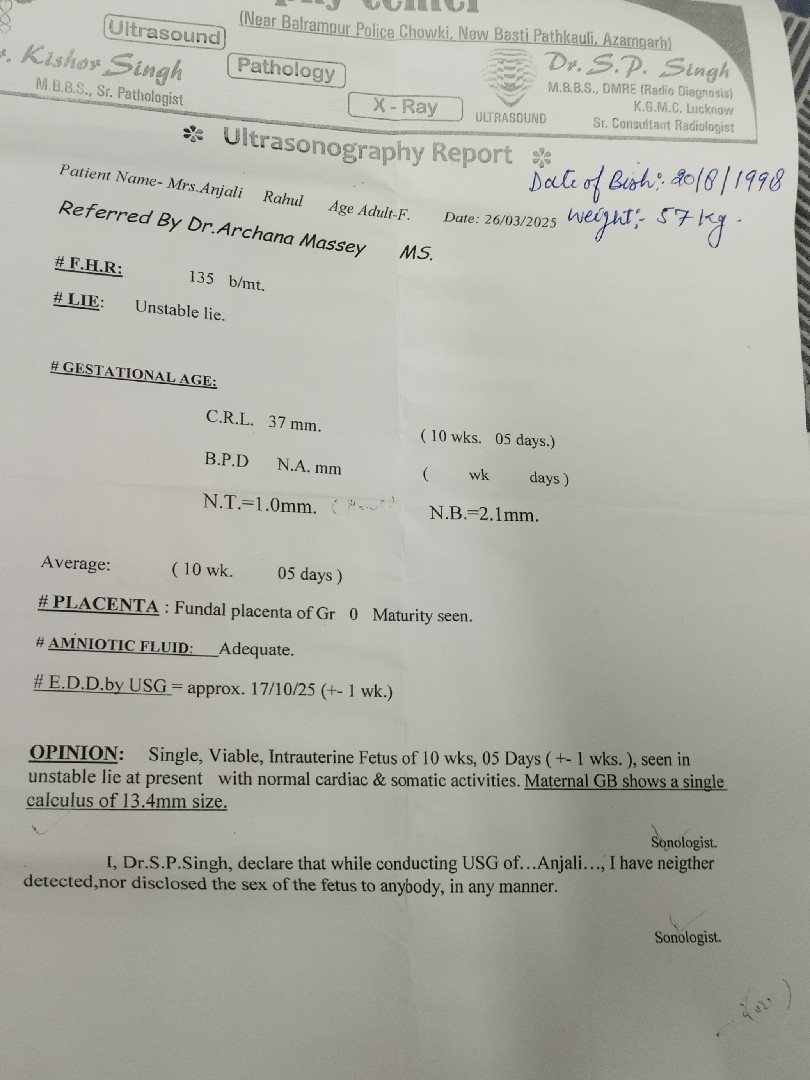 (Near Balrampur Police Chowki, New Basti Pathkauli, Azamgarh)
Ultrasound
Kishor Singh
M.B.B.S., Sr. Pathologist
Pathology
X - Ray
ULTRASOUND
Dr. S.P. Singh
M.B.B.S., DMRE (Radio Diagnosis)
K.G.M.C. Lucknow
Sr. Consultant Radiologist
Ultrasonography Report
Date of Birth: 20/8/1998
Patient Name- Mrs.Anjali Rahul Age Adult-F. Date: 26/03/2025
Weight:- 57 kg.
Referred By Dr.Archana Massey MS.
# F.H.R: 135 b/mt.
# LIE: Unstable lie.
# GESTATIONAL AGE:
C.R.L. 37 mm. ( 10 wks. 05 days.)
B.P.D N.A. mm ( wk days )
N.T.=1.0mm. N.B.=2.1mm.
Average: ( 10 wk. 05 days )
# PLACENTA : Fundal placenta of Gr 0 Maturity seen.
# AMNIOTIC FLUID: Adequate.
# E.D.D.by USG = approx. 17/10/25 (+- 1 wk.)
OPINION: Single, Viable, Intrauterine Fetus of 10 wks, 05 Days ( +- 1 wks. ), seen in
unstable lie at present with normal cardiac & somatic activities. Maternal GB shows a single
calculus of 13.4mm size.
Sonologist.
I, Dr.S.P.Singh, declare that while conducting USG of…Anjali…, I have neigther
detected,nor disclosed the sex of the fetus to anybody, in any manner.
Sonologist.